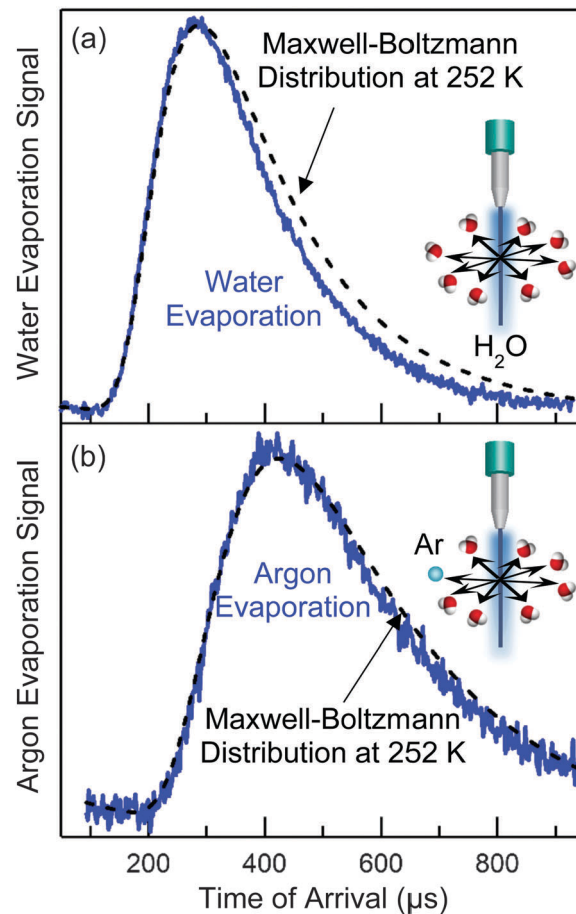 (a)
Maxwell-Boltzmann
Distribution at 252 K
Water Evaporation Signal
Water
Evaporation
H₂O
(b)
Ar
Argon Evaporation Signal
Argon
Evaporation
Maxwell-Boltzmann
Distribution at 252 K
200 400 600 800
Time of Arrival (µs)